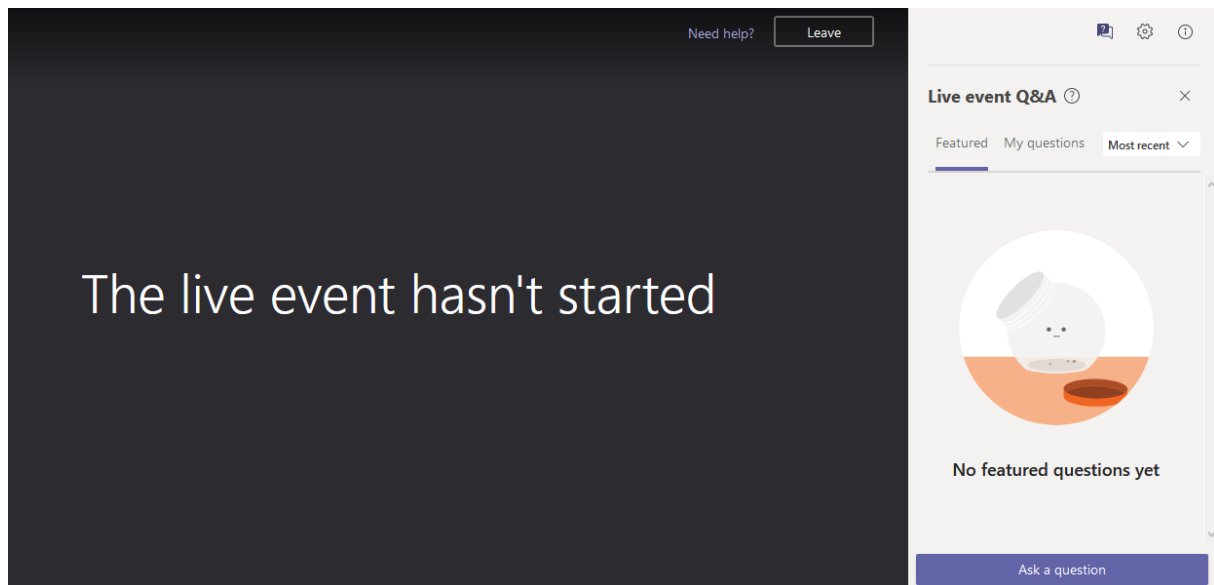 Need help?
Leave
The live event hasn't started
Live event Q&A
Featured
My questions
Most recent
No featured questions yet
Ask a question